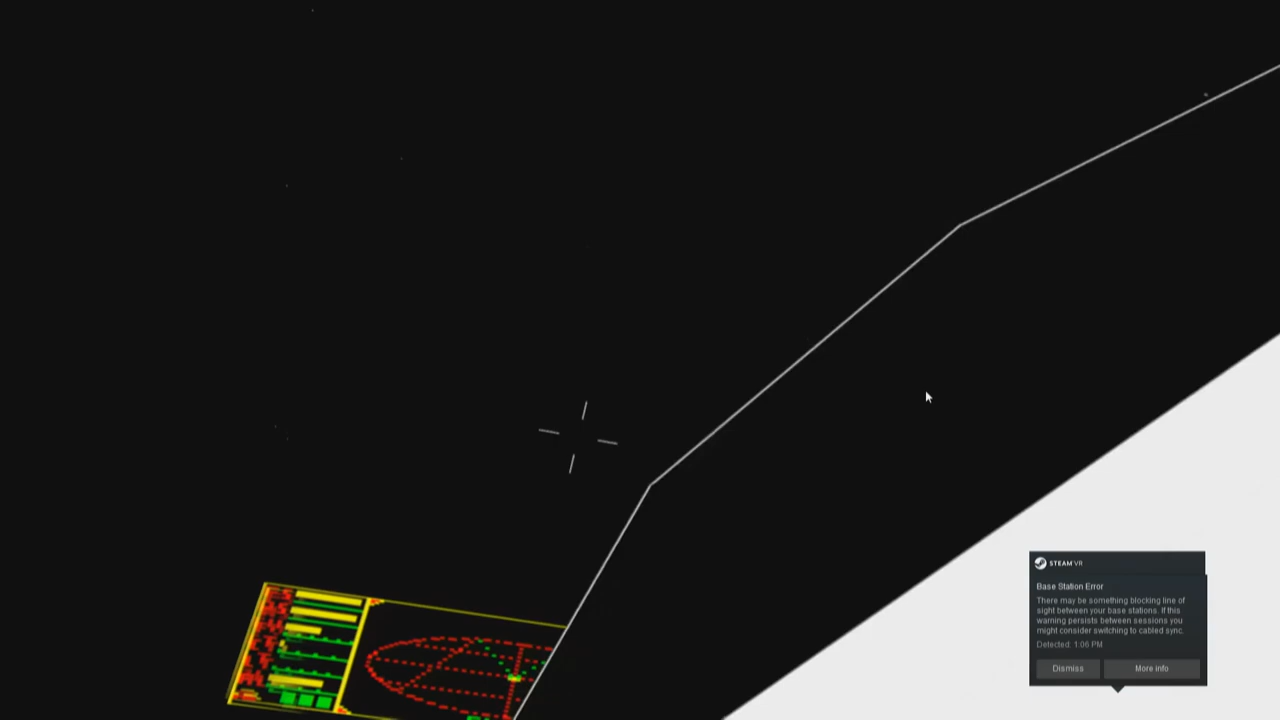 STEAM VR
Base Station Error
There may be something blocking line of
sight between your base stations. If this
warning persists between sessions you
might consider switching to cabled sync.
Detected: 1:06 PM
Dismiss
More info